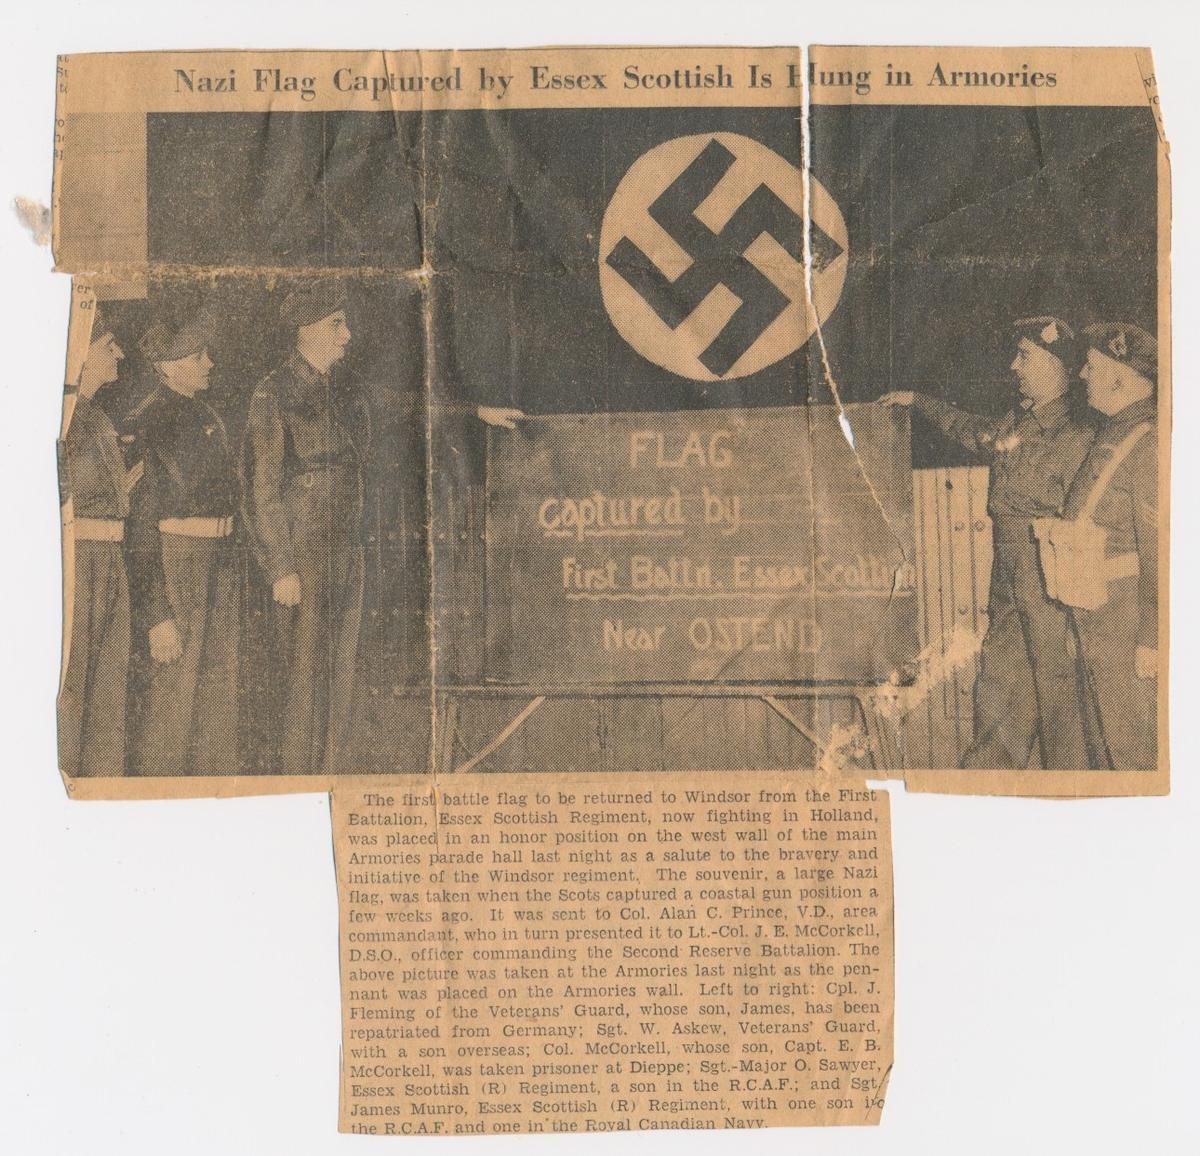 Nazi Flag Captured by Essex Scottish Is Hung in Armories
er
of
FLAG
captured by
First Battn. Essex Scottish
Near OSTEND
The first battle flag to be returned to Windsor from the First
Battalion, Essex Scottish Regiment, now fighting in Holland,
was placed in an honor position on the west wall of the main
Armories parade hall last night as a salute to the bravery and
initiative of the Windsor regiment. The souvenir, a large Nazi
flag, was taken when the Scots captured a coastal gun position a
few weeks ago. It was sent to Col. Alan C. Prince, V.D., area
commandant, who in turn presented it to Lt.-Col. J. E. McCorkell,
D.S.O., officer commanding the Second Reserve Battalion. The
above picture was taken at the Armories last night as the pen-
nant was placed on the Armories wall. Left to right: Cpl. J.
Fleming of the Veterans' Guard, whose son, James, has been
repatriated from Germany; Sgt. W. Askew, Veterans' Guard,
with a son overseas; Col. McCorkell, whose son, Capt. E. B.
McCorkell, was taken prisoner at Dieppe; Sgt.-Major O. Sawyer,
Essex Scottish (R) Regiment, a son in the R.C.A.F.; and Sgt.
James Munro, Essex Scottish (R) Regiment, with one son in
the R.C.A.F. and one in the Royal Canadian Navy.